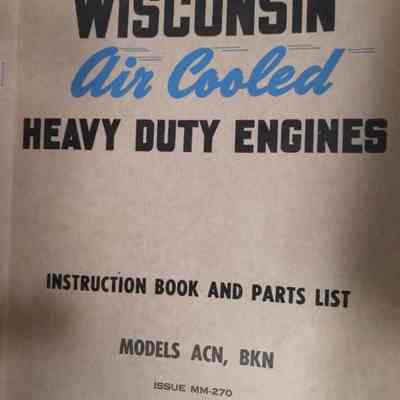 WISCONSIN
Air Cooled
HEAVY DUTY ENGINES
INSTRUCTION BOOK AND PARTS LIST
MODELS ACN, BKN
ISSUE MM-270